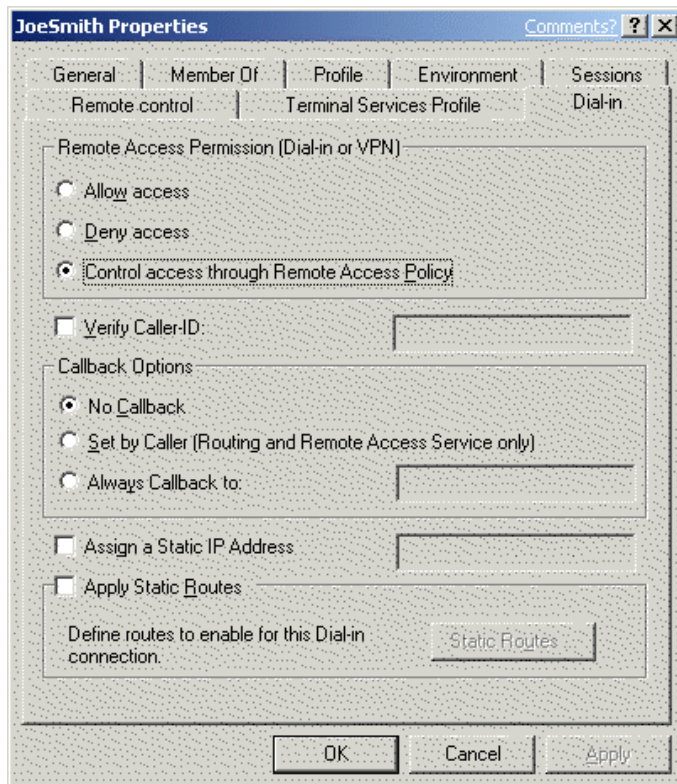 JoeSmith Properties Comments? ?
General Member Of Profile Environment Sessions
Remote control Terminal Services Profile Dial-in
Remote Access Permission (Dial-in or VPN)
Allow access
Deny access
Control access through Remote Access Policy
Verify Caller-ID:
Callback Options
No Callback
Set by Caller (Routing and Remote Access Service only)
Always Callback to:
Assign a Static IP Address
Apply Static Routes
Define routes to enable for this Dial-in
connection.
Static Routes ...
OK Cancel Apply